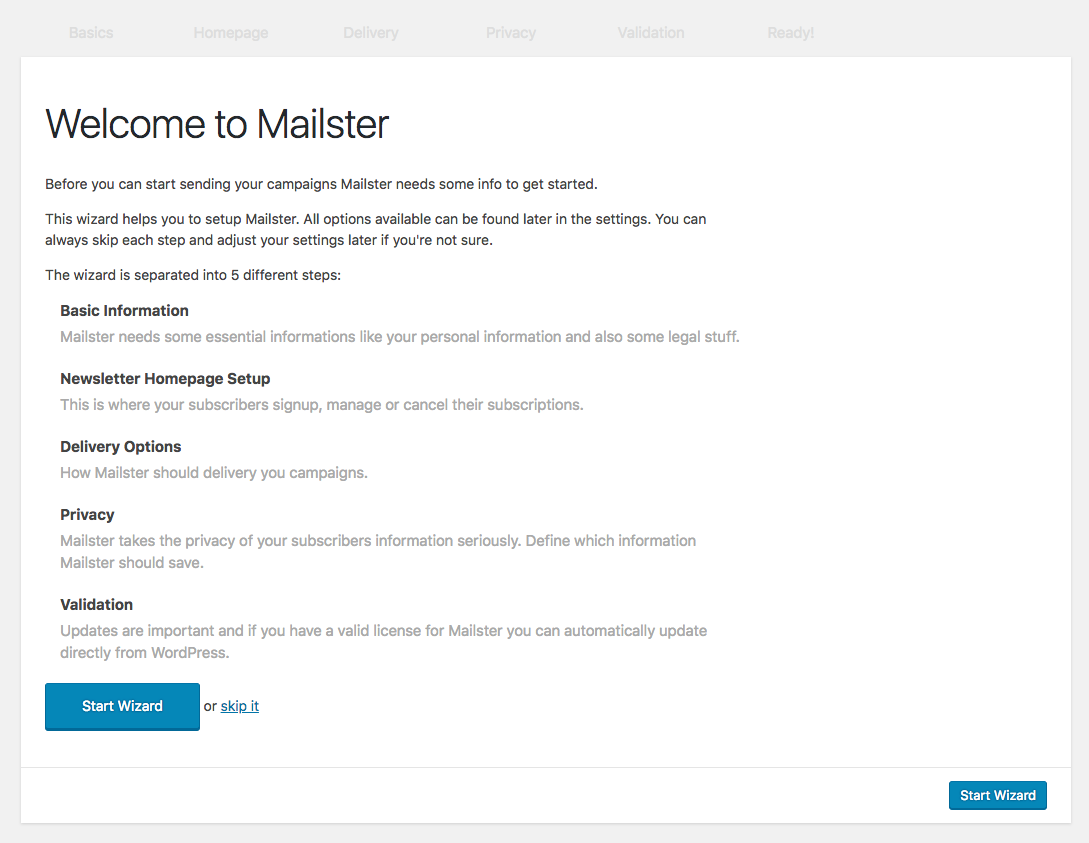 Basics Homepage Delivery Privacy Validation Ready!
Welcome to Mailster
Before you can start sending your campaigns Mailster needs some info to get started.
This wizard helps you to setup Mailster. All options available can be found later in the settings. You can
always skip each step and adjust your settings later if you're not sure.
The wizard is separated into 5 different steps:
Basic Information
Mailster needs some essential informations like your personal information and also some legal stuff.
Newsletter Homepage Setup
This is where your subscribers signup, manage or cancel their subscriptions.
Delivery Options
How Mailster should delivery you campaigns.
Privacy
Mailster takes the privacy of your subscribers information seriously. Define which information
Mailster should save.
Validation
Updates are important and if you have a valid license for Mailster you can automatically update
directly from WordPress.
Start Wizard or skip it
Start Wizard